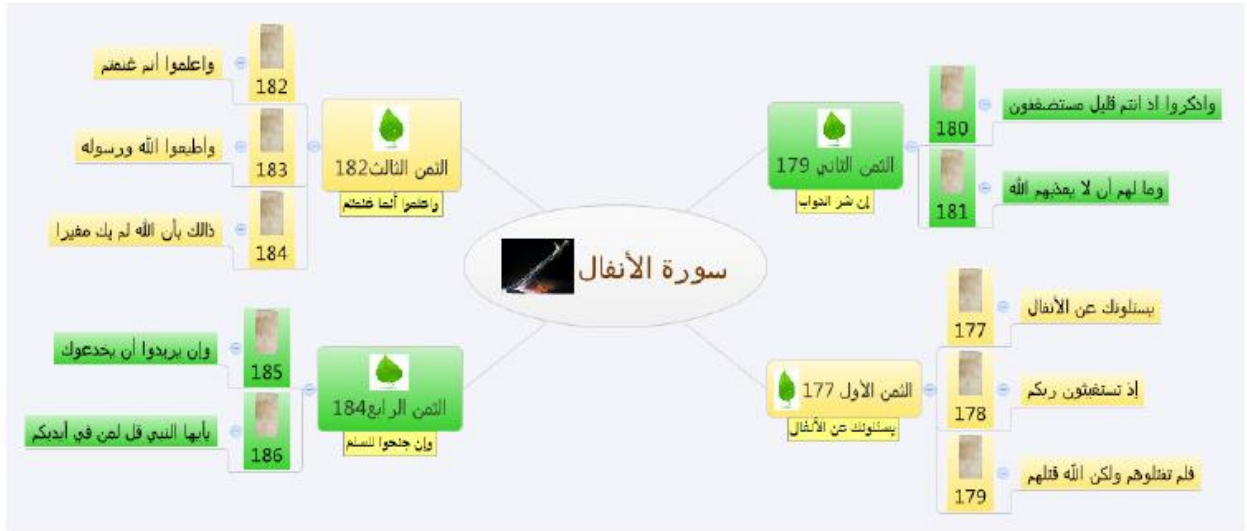 سورة الأنفال
الثمن الأول 177
يسئلونك عن الأنفال
177
يسئلونك عن الأنفال
178
إذ تستغيثون ربكم
179
فلم تقتلوهم ولكن الله قتلهم
الثمن الثاني 179
إن شر الدواب
180
واذكروا اذ انتم قليل مستضعفون
181
وما لهم أن لا يعذبهم الله
الثمن الثالث182
واعلموا أنما غنمتم
182
واعلموا أنم غنمتم
183
وأطيعوا الله ورسوله
184
ذالك بأن الله لم يك مغيرا
الثمن الرابع184
وإن جنحوا للسلم
185
وإن يريدوا أن يخدعوك
186
يأيها النبي قل لمن في أيديكم